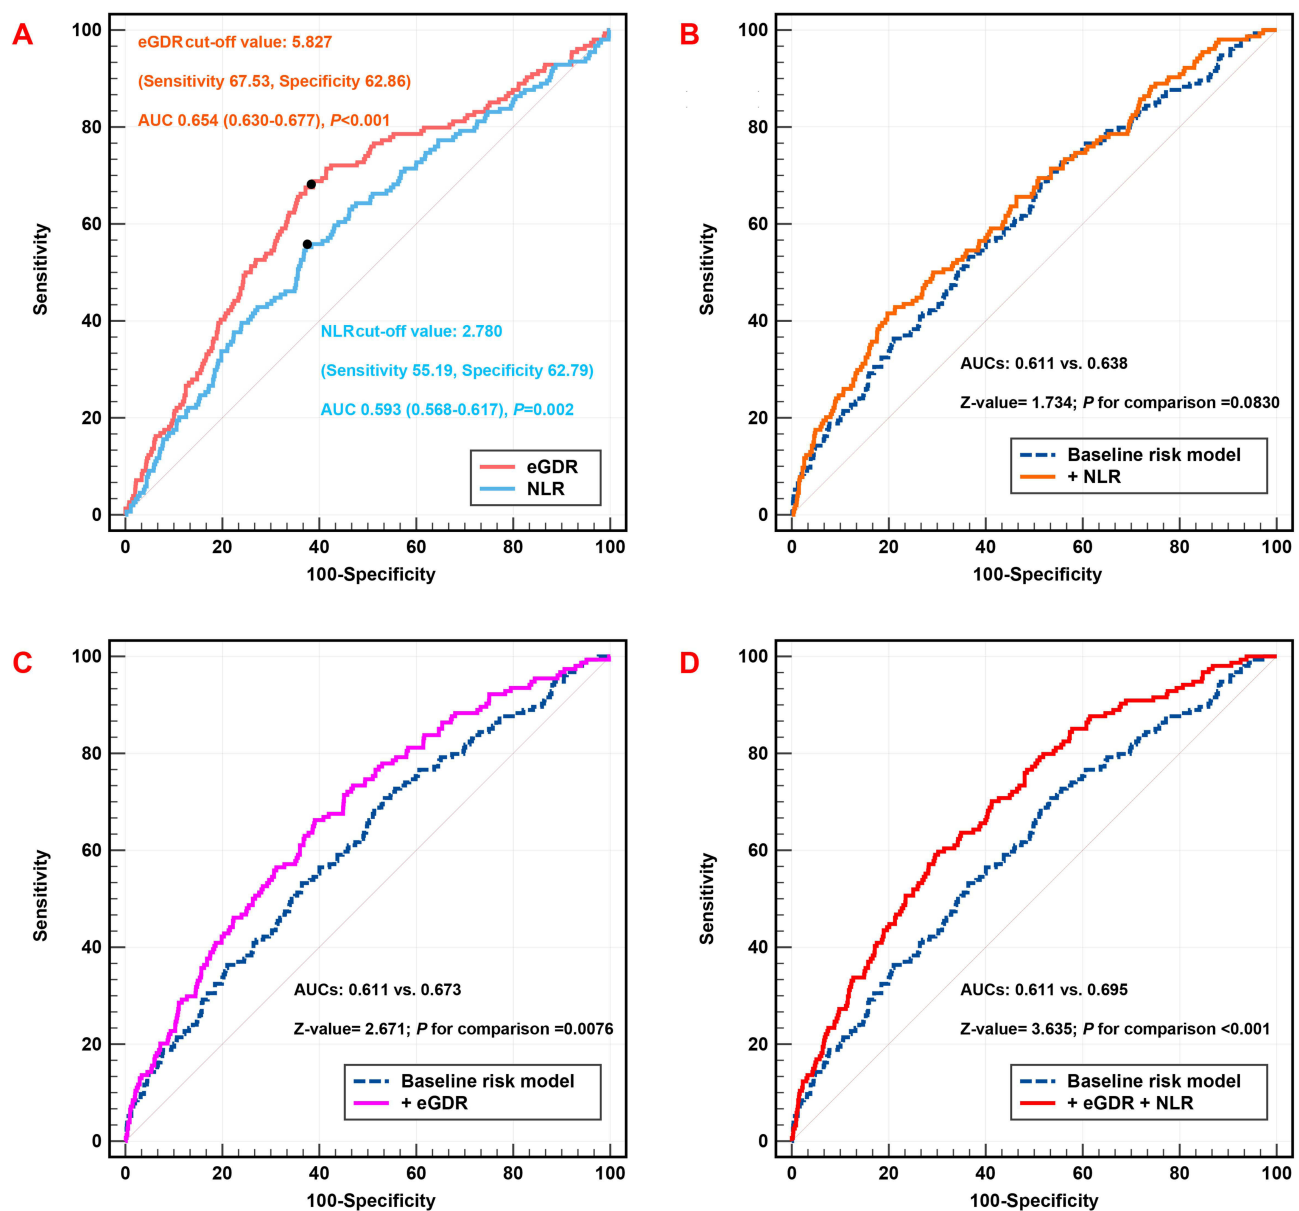 A
100
80
60
40
20
0
Sensitivity
eGDR cut-off value: 5.827
(Sensitivity 67.53, Specificity 62.86)
AUC 0.654 (0.630-0.677), P<0.001
NLR cut-off value: 2.780
(Sensitivity 55.19, Specificity 62.79)
AUC 0.593 (0.568-0.617), P=0.002
eGDR
NLR
0 20 40 60 80 100
100-Specificity
B
100
80
60
40
20
0
Sensitivity
AUCs: 0.611 vs. 0.638
Z-value= 1.734; P for comparison =0.0830
Baseline risk model
+ NLR
0 20 40 60 80 100
100-Specificity
C
100
80
60
40
20
0
Sensitivity
AUCs: 0.611 vs. 0.673
Z-value= 2.671; P for comparison =0.0076
Baseline risk model
+ eGDR
0 20 40 60 80 100
100-Specificity
D
100
80
60
40
20
0
Sensitivity
AUCs: 0.611 vs. 0.695
Z-value= 3.635; P for comparison <0.001
Baseline risk model
+ eGDR + NLR
0 20 40 60 80 100
100-Specificity